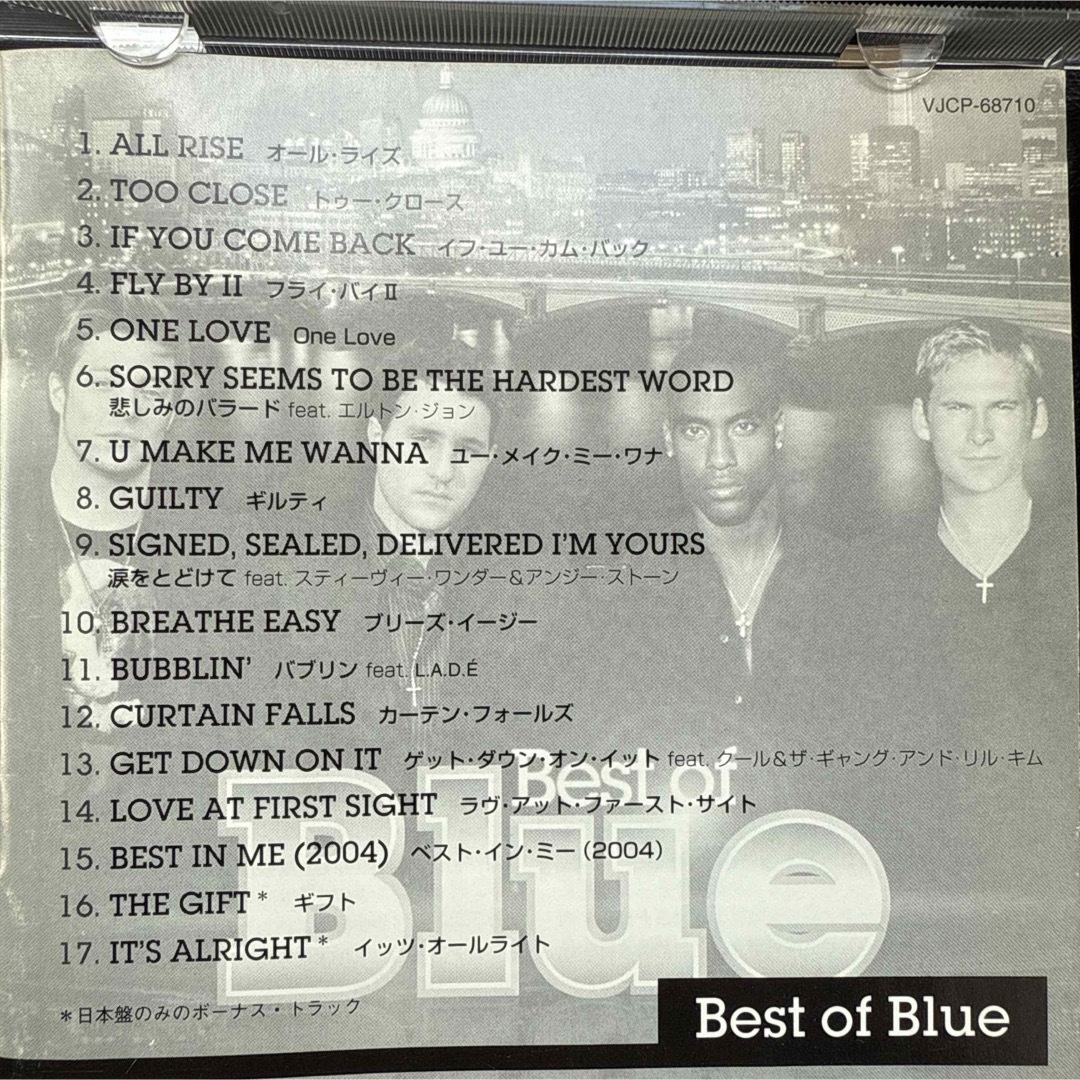 VJCP-68710
1. ALL RISE オール・ライズ
2. TOO CLOSE トゥー・クロース
3. IF YOU COME BACK イフ・ユー・カム・バック
4. FLY BY II フライ・バイⅡ
5. ONE LOVE One Love
6. SORRY SEEMS TO BE THE HARDEST WORD
悲しみのバラード feat. エルトン・ジョン
7. U MAKE ME WANNA ユー・メイク・ミー・ワナ
8. GUILTY ギルティ
9. SIGNED, SEALED, DELIVERED I'M YOURS
涙をとどけて feat. スティーヴィー・ワンダー&アンジー・ストーン
10. BREATHE EASY ブリーズ・イージー
11. BUBBLIN' バブリン feat. L.A.D.É
12. CURTAIN FALLS カーテン・フォールズ
13. GET DOWN ON IT ゲット・ダウン・オン・イット feat. クール&ザ・ギャング・アンド・リル・キム
14. LOVE AT FIRST SIGHT ラヴ・アット・ファースト・サイト
15. BEST IN ME (2004) ベスト・イン・ミー (2004)
16. THE GIFT* ギフト
17. IT'S ALRIGHT* イッツ・オールライト
Best of
Blue
*日本盤のみのボーナス・トラック
Best of Blue